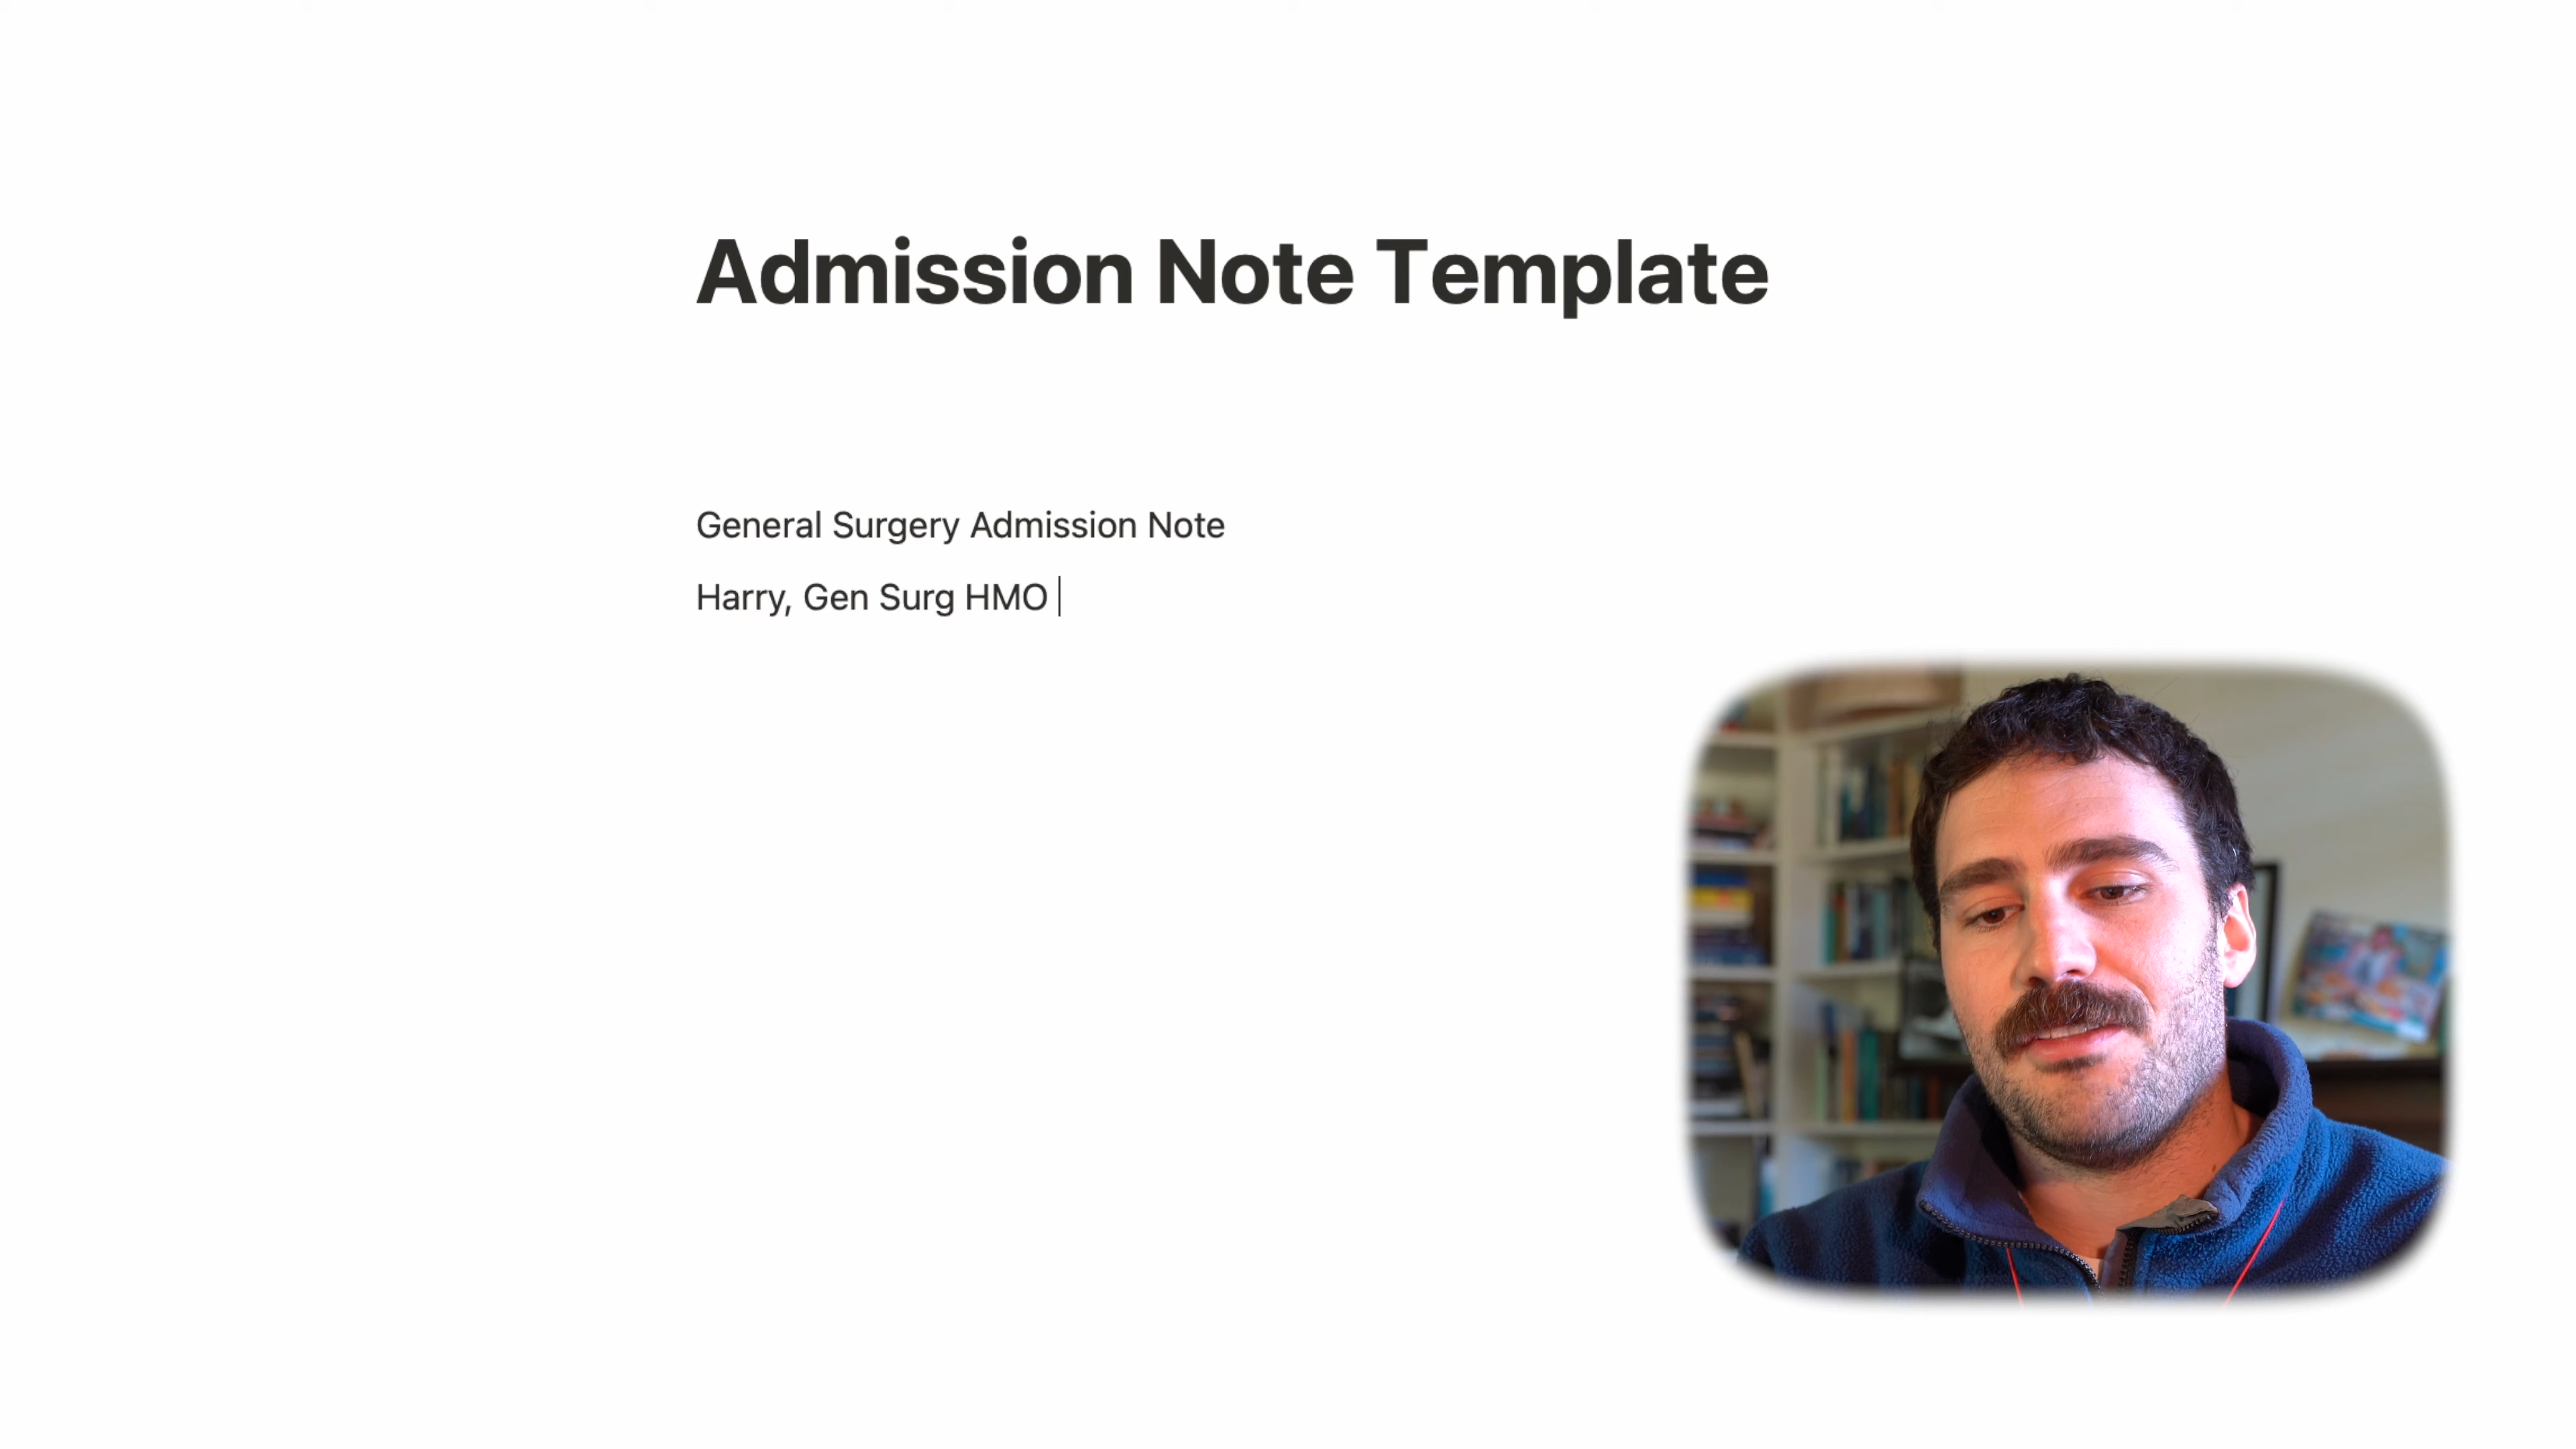 Admission Note Template
General Surgery Admission Note
Harry, Gen Surg HMO